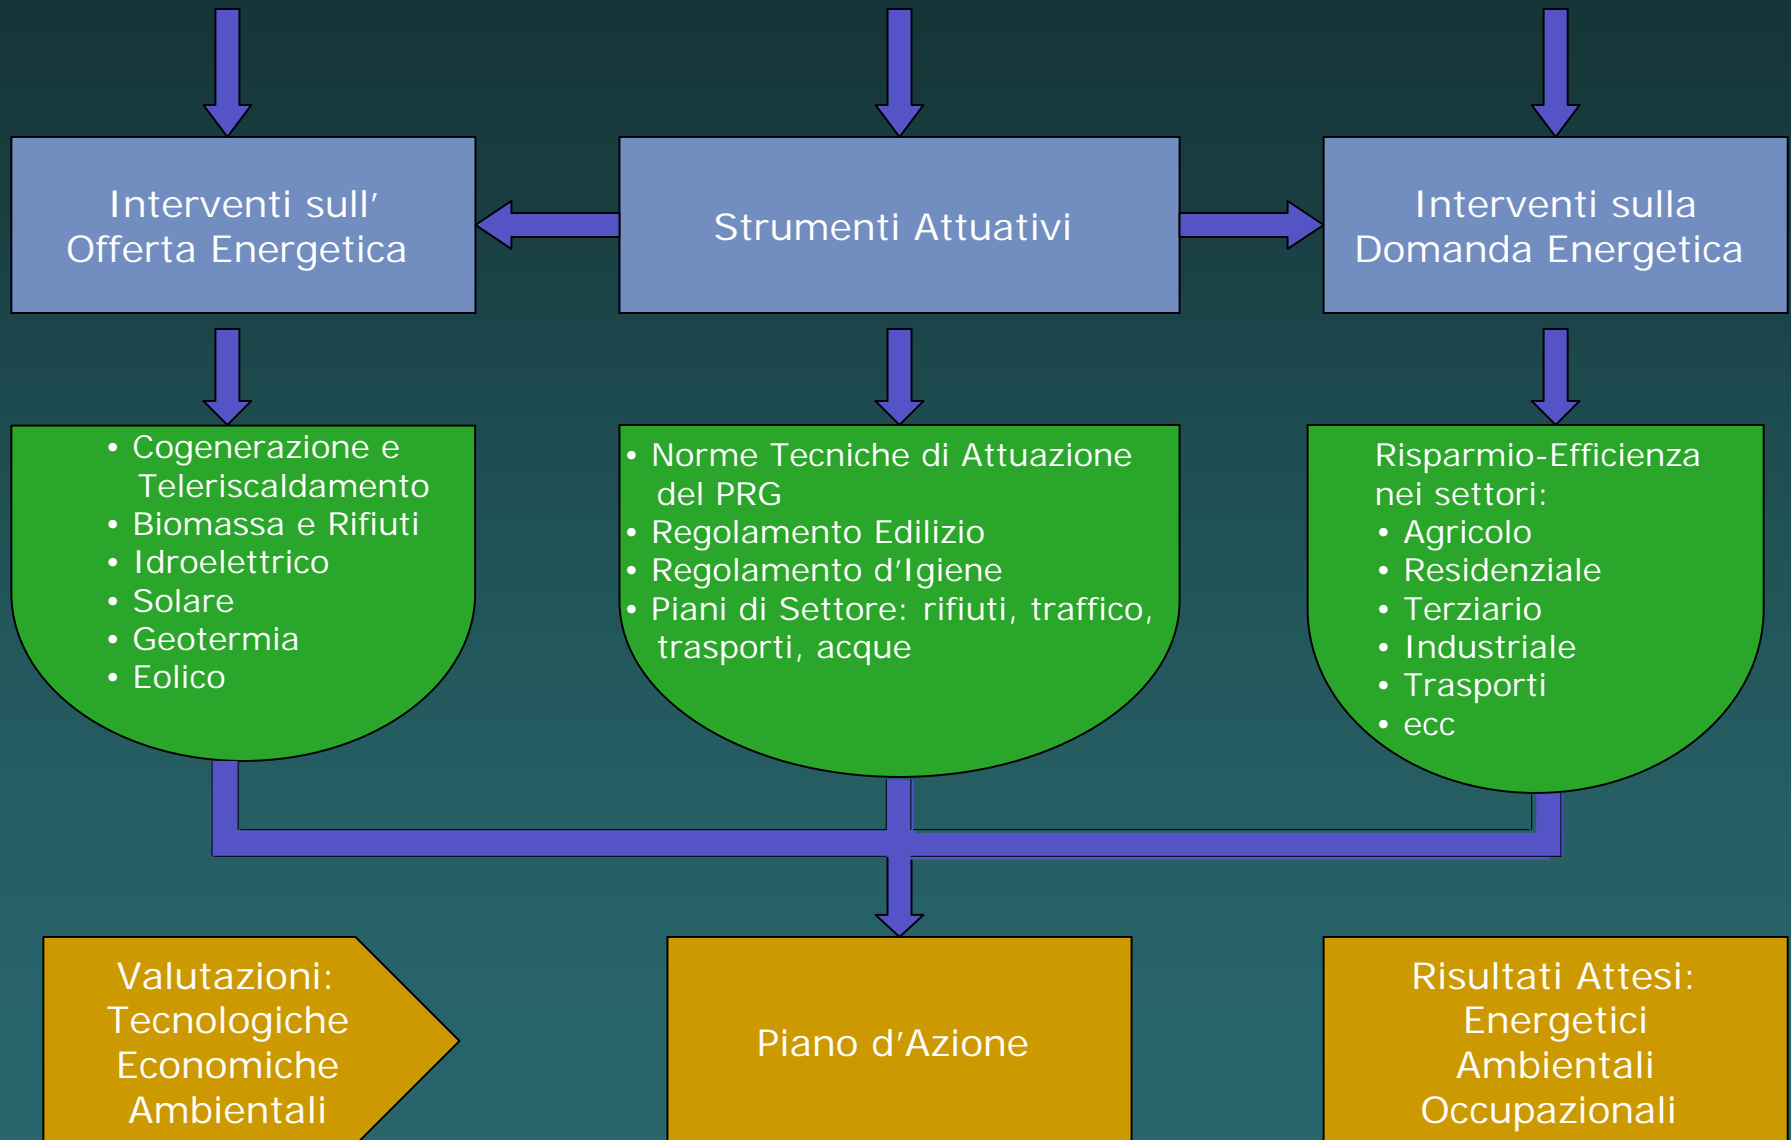 Interventi sull'
Offerta Energetica
Strumenti Attuativi
Interventi sulla
Domanda Energetica
• Cogenerazione e
Teleriscaldamento
• Biomassa e Rifiuti
• Idroelettrico
• Solare
• Geotermia
• Eolico
• Norme Tecniche di Attuazione
del PRG
• Regolamento Edilizio
• Regolamento d'Igiene
• Piani di Settore: rifiuti, traffico,
trasporti, acque
Risparmio-Efficienza
nei settori:
• Agricolo
• Residenziale
• Terziario
• Industriale
• Trasporti
• ecc
Valutazioni:
Tecnologiche
Economiche
Ambientali
Piano d'Azione
Risultati Attesi:
Energetici
Ambientali
Occupazionali